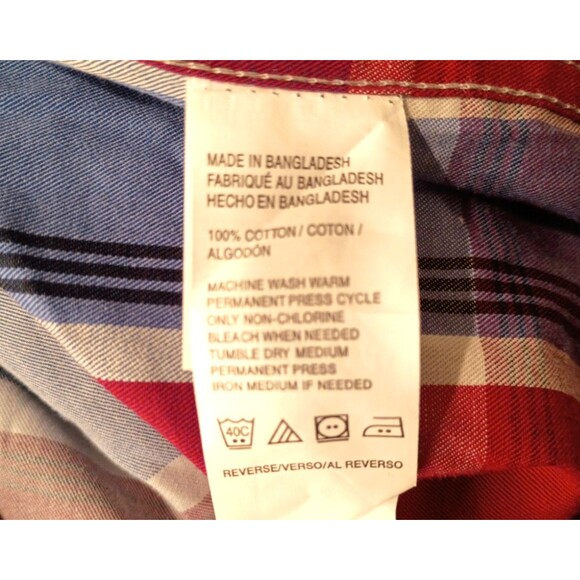 MADE IN BANGLADESH
FABRIQUÉ AU BANGLADESH
HECHO EN BANGLADESH
100% COTTON / COTON /
ALGODÓN
MACHINE WASH WARM
PERMANENT PRESS CYCLE
ONLY NON-CHLORINE
BLEACH WHEN NEEDED
TUMBLE DRY MEDIUM
PERMANENT PRESS
IRON MEDIUM IF NEEDED
40C
REVERSE/VERSO/AL REVERSO